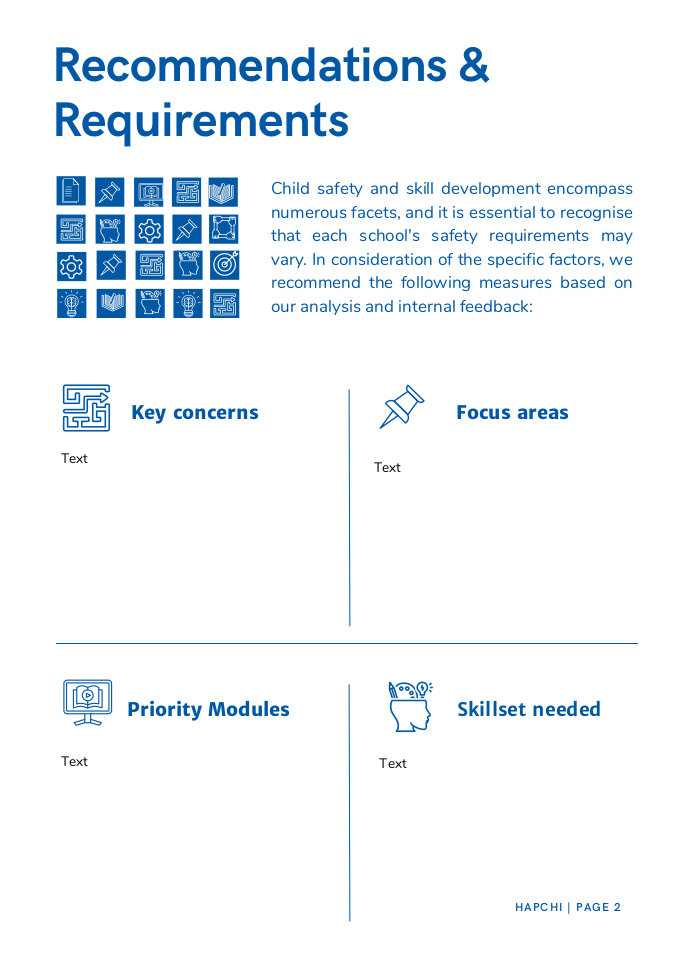 Recommendations &
Requirements
Child safety and skill development encompass
numerous facets, and it is essential to recognise
that each school's safety requirements may
vary. In consideration of the specific factors, we
recommend the following measures based on
our analysis and internal feedback:
Key concerns
Text
Focus areas
Text
Priority Modules
Text
Skillset needed
Text
HAPCHI | PAGE 2